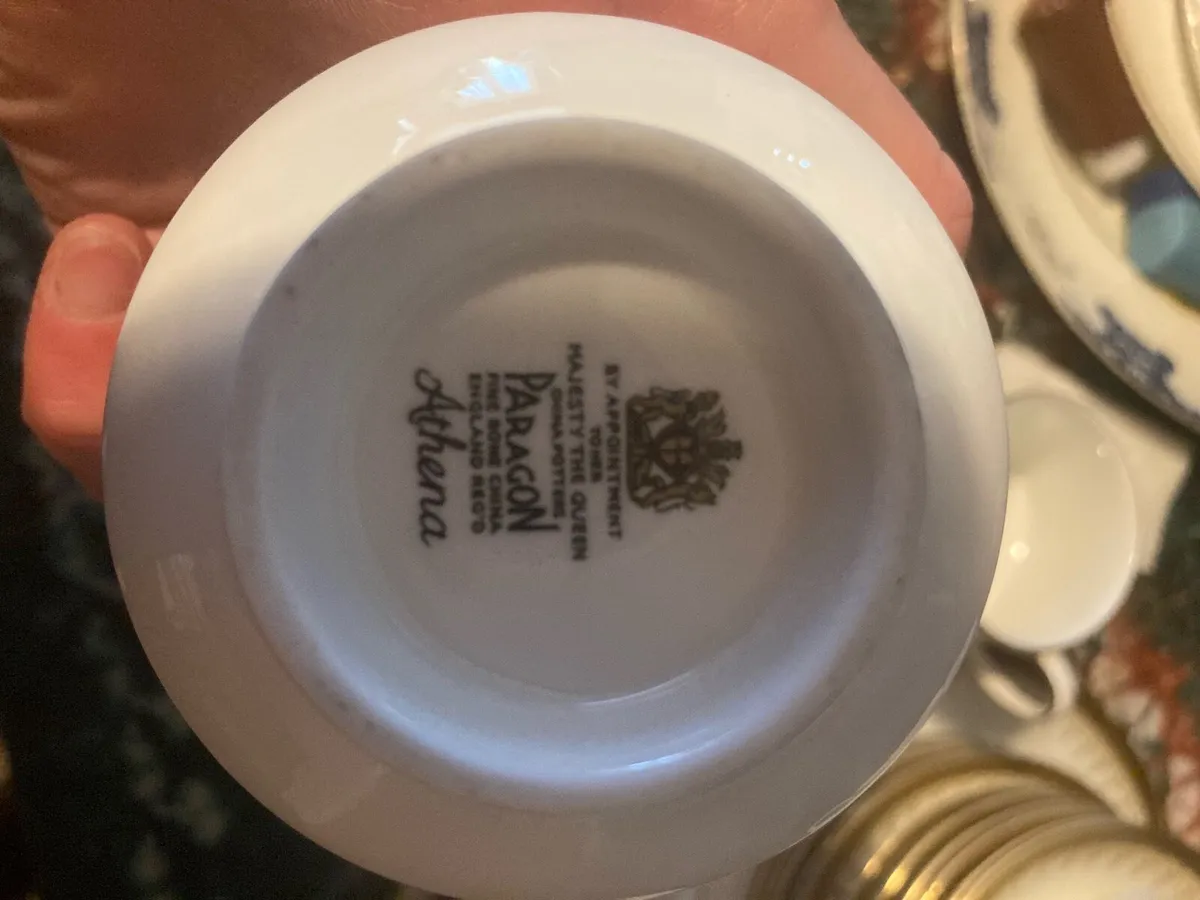 BY APPOINTMENT
TO HER
MAJESTY THE QUEEN
CHINA POTTERS
PARAGON
FINE BONE CHINA
ENGLAND REG'D
Athena